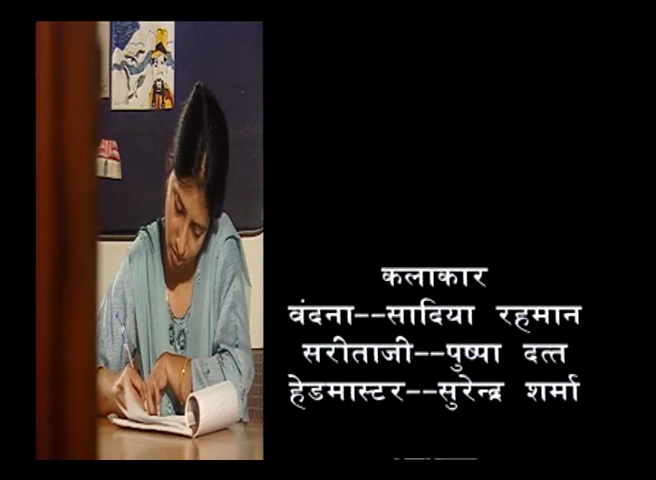 कलाकार
वंदना--सादिया रहमान
सरीताजी--पुष्पा दत्त
हेडमास्टर--सुरेन्द्र शर्मा